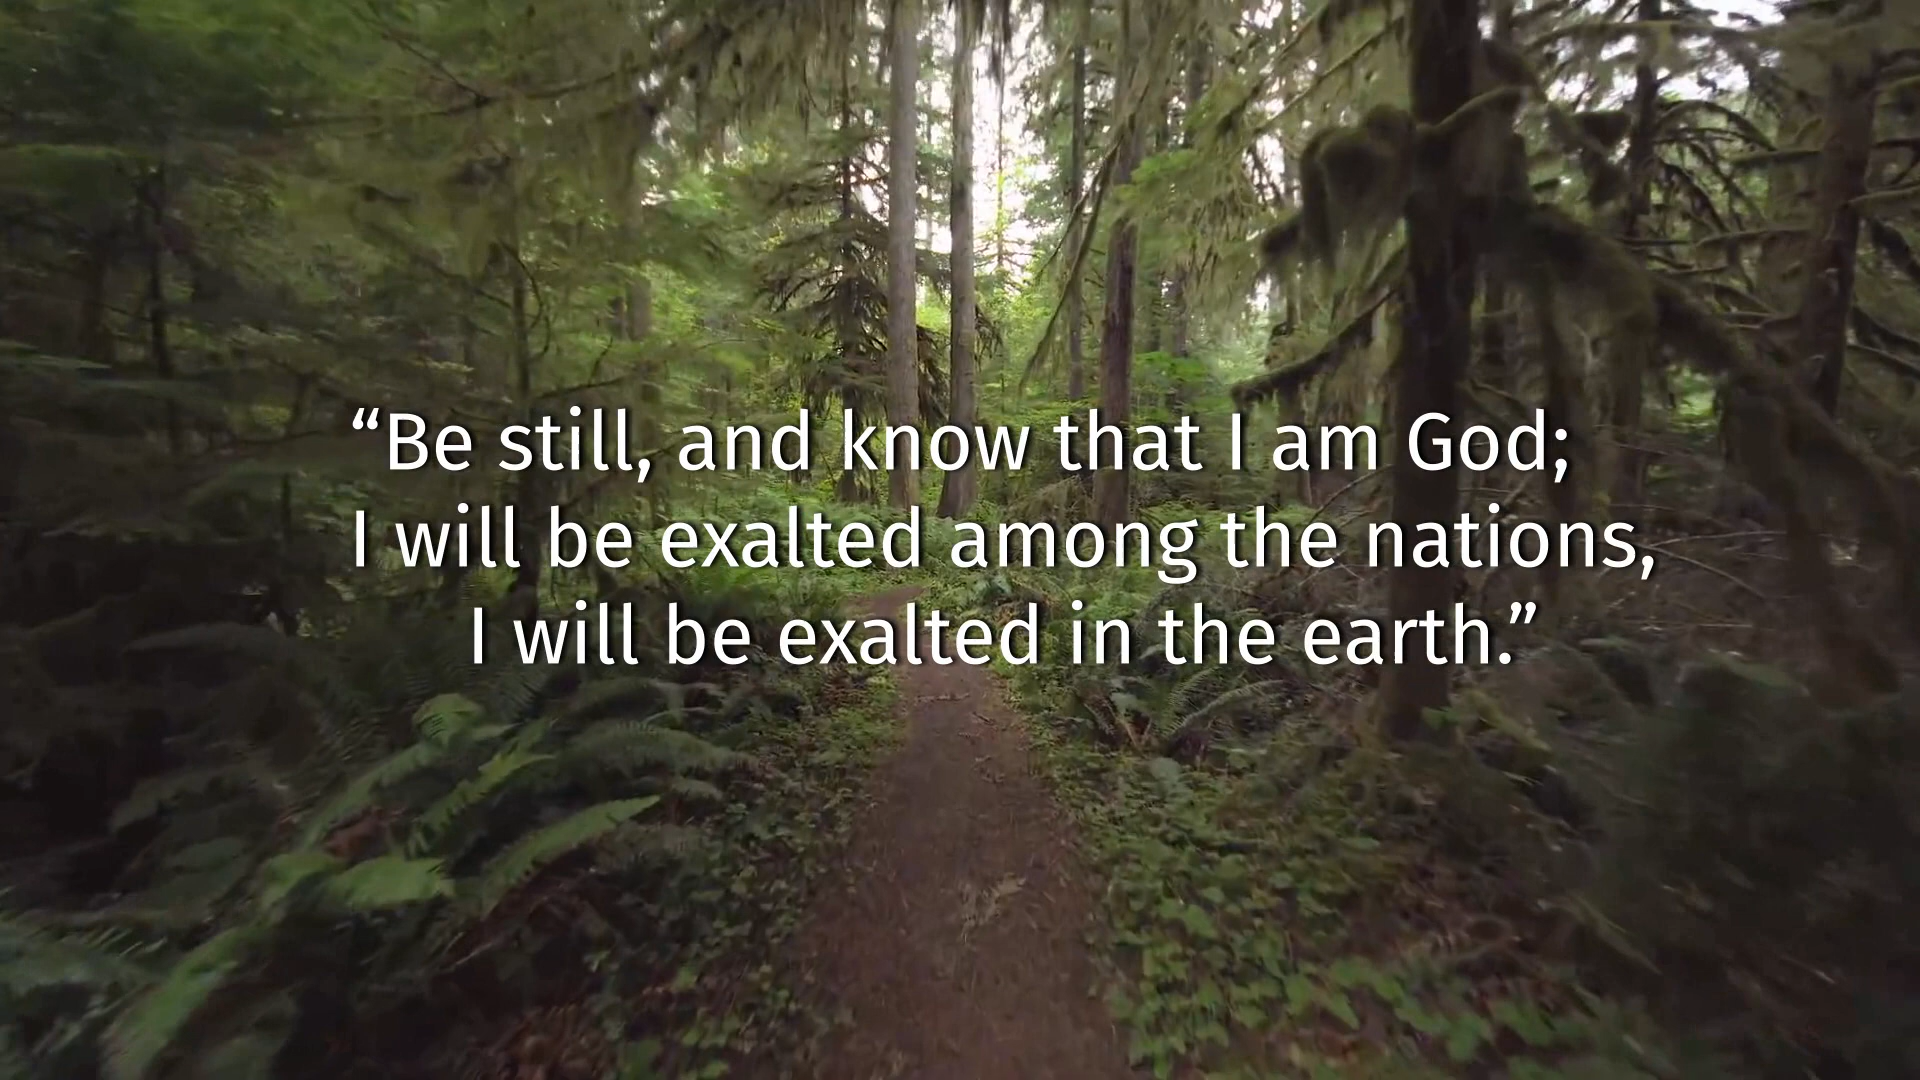 “Be still, and know that I am God;
I will be exalted among the nations,
I will be exalted in the earth.”